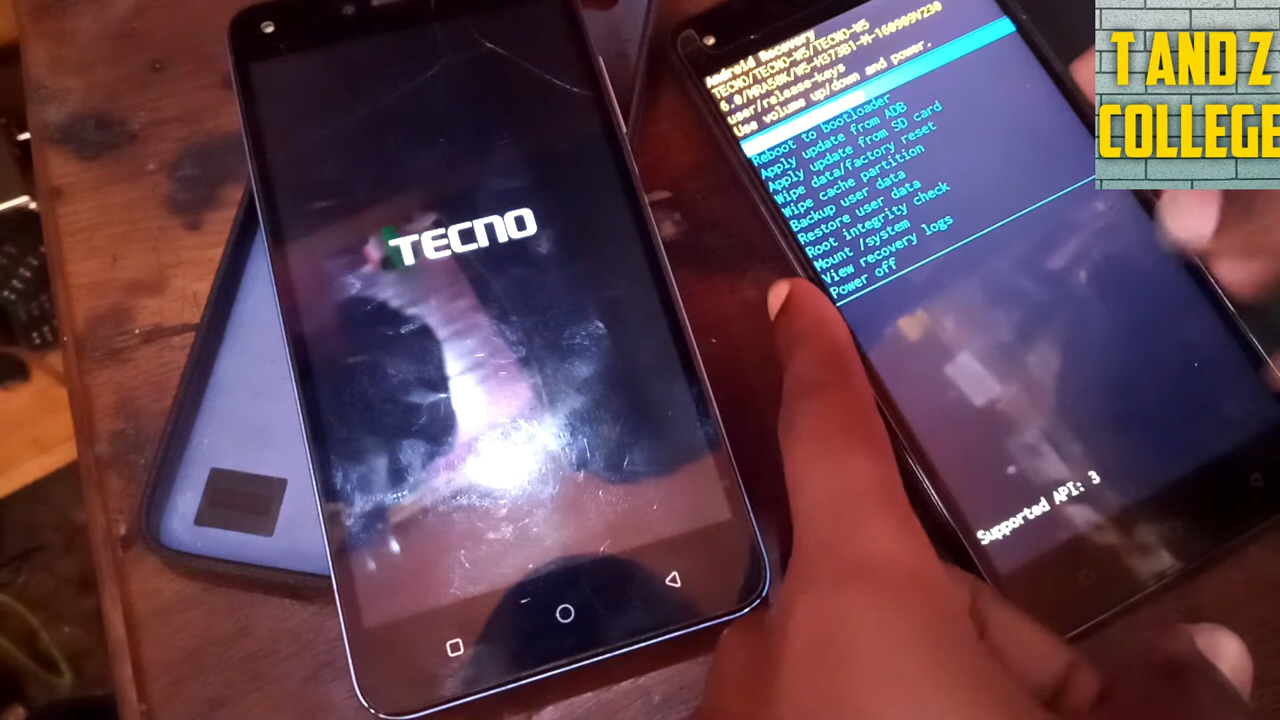 TECNO
Android Recovery
TECNO/TECNO-W5/TECNO-W5
6.0/MRA58K/W5-H373B1-M-160909V230
user/release-keys
Use volume up/down and power.
Reboot to bootloader
Apply update from ADB
Apply update from SD card
Wipe data/factory reset
Wipe cache partition
Backup user data
Restore user data
Root integrity check
Mount /system
View recovery logs
Power off
Supported API: 3
T AND Z
COLLEGE